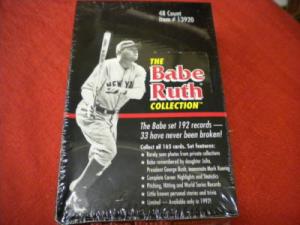 48 Count
Item # 13920
THE
Babe
Ruth
COLLECTION™
NEW YORK
The Babe set 192 records —
33 have never been broken!
Collect all 165 cards. Set features:
• Rarely seen photos from private collections
• Babe remembered by daughter Julia,
President George Bush, teammate Mark Koenig
• Complete Career Highlights and Statistics
• Pitching, Hitting and World Series Records
• Little known personal stories and trivia
• Limited — Available only in 1992!